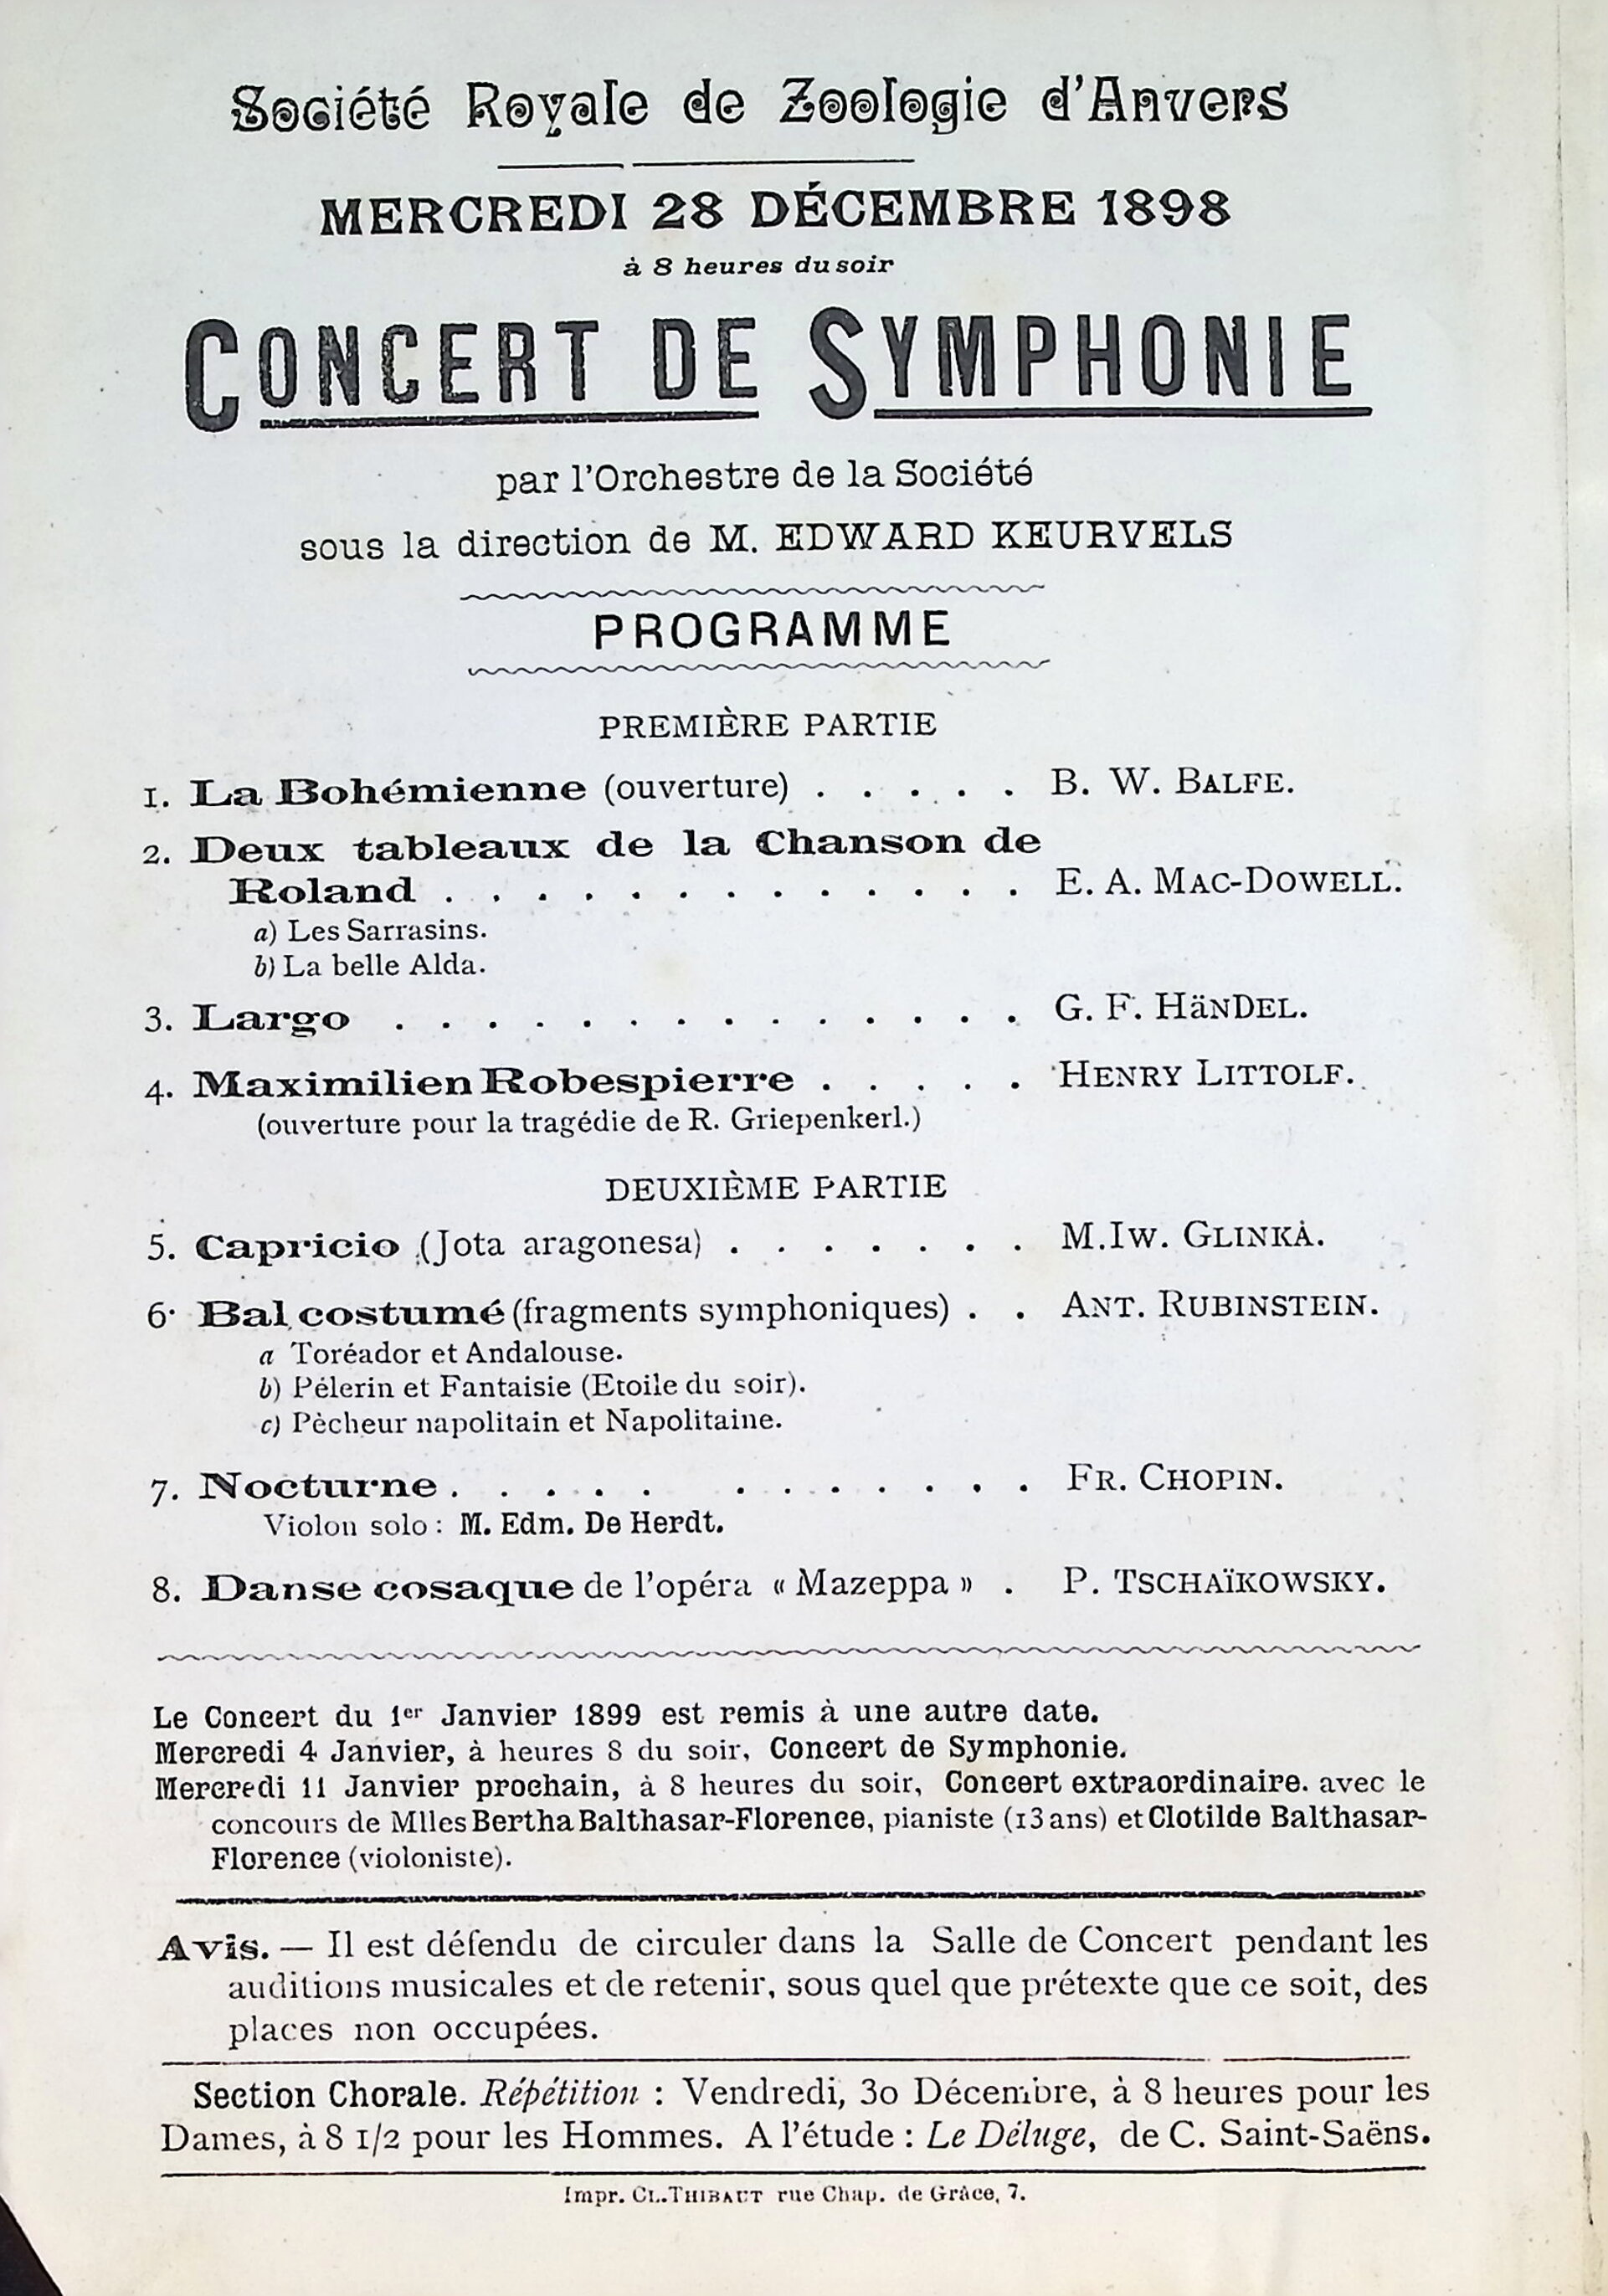 Société Royale de Zoologie d'Anvers
MERCREDI 28 DÉCEMBRE 1898
à 8 heures du soir
CONCERT DE SYMPHONIE
par l'Orchestre de la Société
sous la direction de M. EDWARD KEURVELS
PROGRAMME
PREMIÈRE PARTIE
1. La Bohémienne (ouverture) . . . . . B. W. BALFE.
2. Deux tableaux de la Chanson de
Roland . . . . . . . . . . . . . E. A. MAC-DOWELL.
a) Les Sarrasins.
b) La belle Alda.
3. Largo . . . . . . . . . . . . . . G. F. HäNDEL.
4. Maximilien Robespierre . . . . . HENRY LITTOLF.
(ouverture pour la tragédie de R. Griepenkerl.)
DEUXIÈME PARTIE
5. Capricio (Jota aragonesa) . . . . . . . M.IW. GLINKA.
6. Bal costumé (fragments symphoniques) . . ANT. RUBINSTEIN.
a Toréador et Andalouse.
b) Pélerin et Fantaisie (Etoile du soir).
c) Pècheur napolitain et Napolitaine.
7. Nocturne . . . . . . . . . . . . FR. CHOPIN.
Violon solo : M. Edm. De Herdt.
8. Danse cosaque de l'opéra « Mazeppa » . P. TSCHAÏKOWSKY.
Le Concert du 1er Janvier 1899 est remis à une autre date.
Mercredi 4 Janvier, à heures 8 du soir, Concert de Symphonie.
Mercredi 11 Janvier prochain, à 8 heures du soir, Concert extraordinaire. avec le
concours de Mlles Bertha Balthasar-Florence, pianiste (13 ans) et Clotilde Balthasar-
Florence (violoniste).
Avis. — Il est défendu de circuler dans la Salle de Concert pendant les
auditions musicales et de retenir, sous quel que prétexte que ce soit, des
places non occupées.
Section Chorale. Répétition : Vendredi, 30 Décembre, à 8 heures pour les
Dames, à 8 1/2 pour les Hommes. A l'étude : Le Déluge, de C. Saint-Saëns.
Impr. CL.THIBAUT rue Chap. de Grâce, 7.